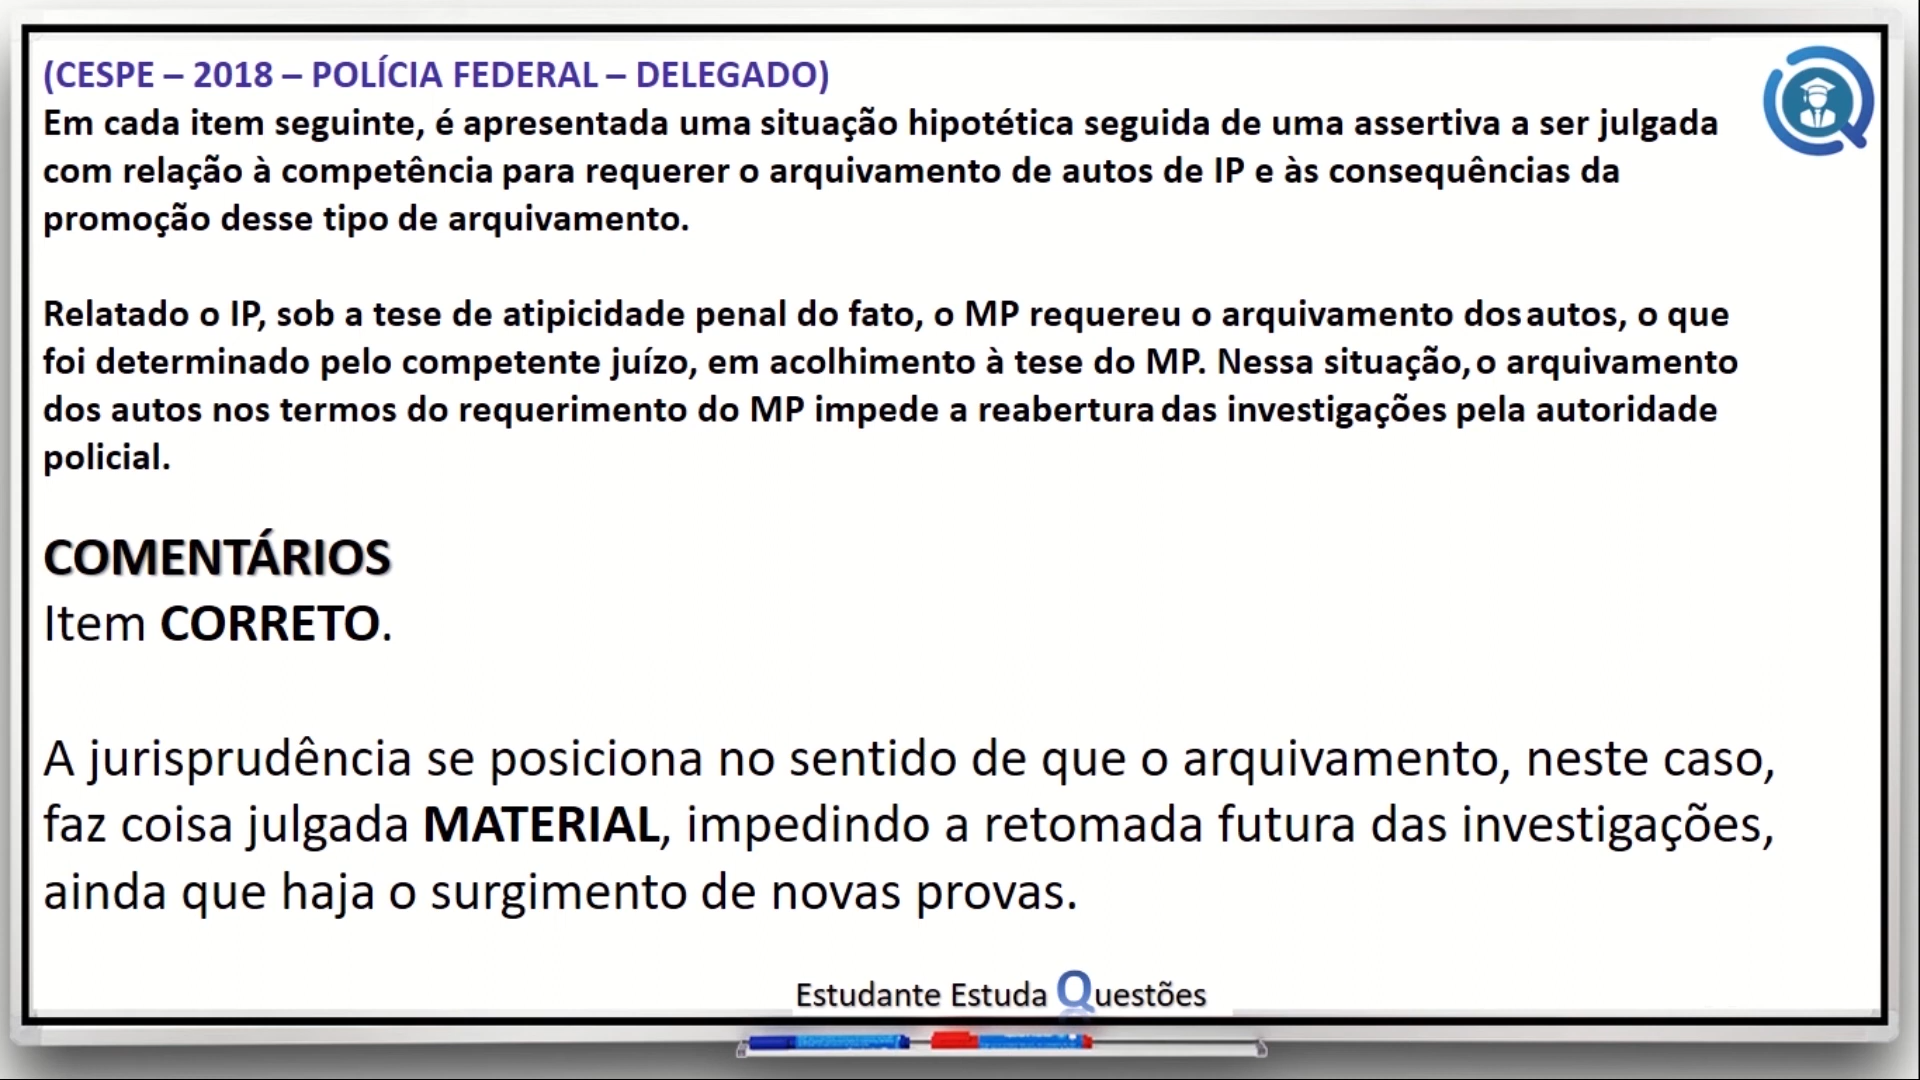 (CESPE – 2018 – POLÍCIA FEDERAL – DELEGADO)
Em cada item seguinte, é apresentada uma situação hipotética seguida de uma assertiva a ser julgada
com relação à competência para requerer o arquivamento de autos de IP e às consequências da
promoção desse tipo de arquivamento.
Relatado o IP, sob a tese de atipicidade penal do fato, o MP requereu o arquivamento dos autos, o que
foi determinado pelo competente juízo, em acolhimento à tese do MP. Nessa situação, o arquivamento
dos autos nos termos do requerimento do MP impede a reabertura das investigações pela autoridade
policial.
COMENTÁRIOS
Item CORRETO.
A jurisprudência se posiciona no sentido de que o arquivamento, neste caso,
faz coisa julgada MATERIAL, impedindo a retomada futura das investigações,
ainda que haja o surgimento de novas provas.
Estudante Estuda Questões